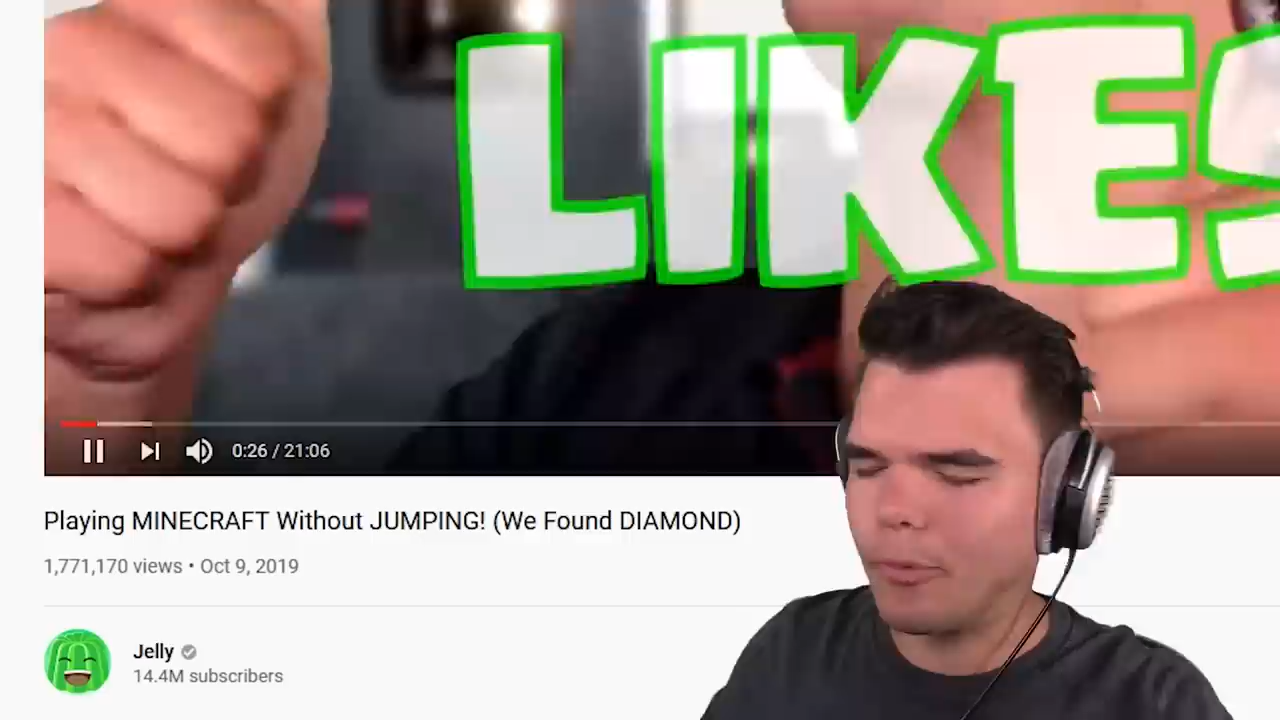 LIKES
0:26 / 21:06
Playing MINECRAFT Without JUMPING! (We Found DIAMOND)
1,771,170 views • Oct 9, 2019
Jelly
14.4M subscribers